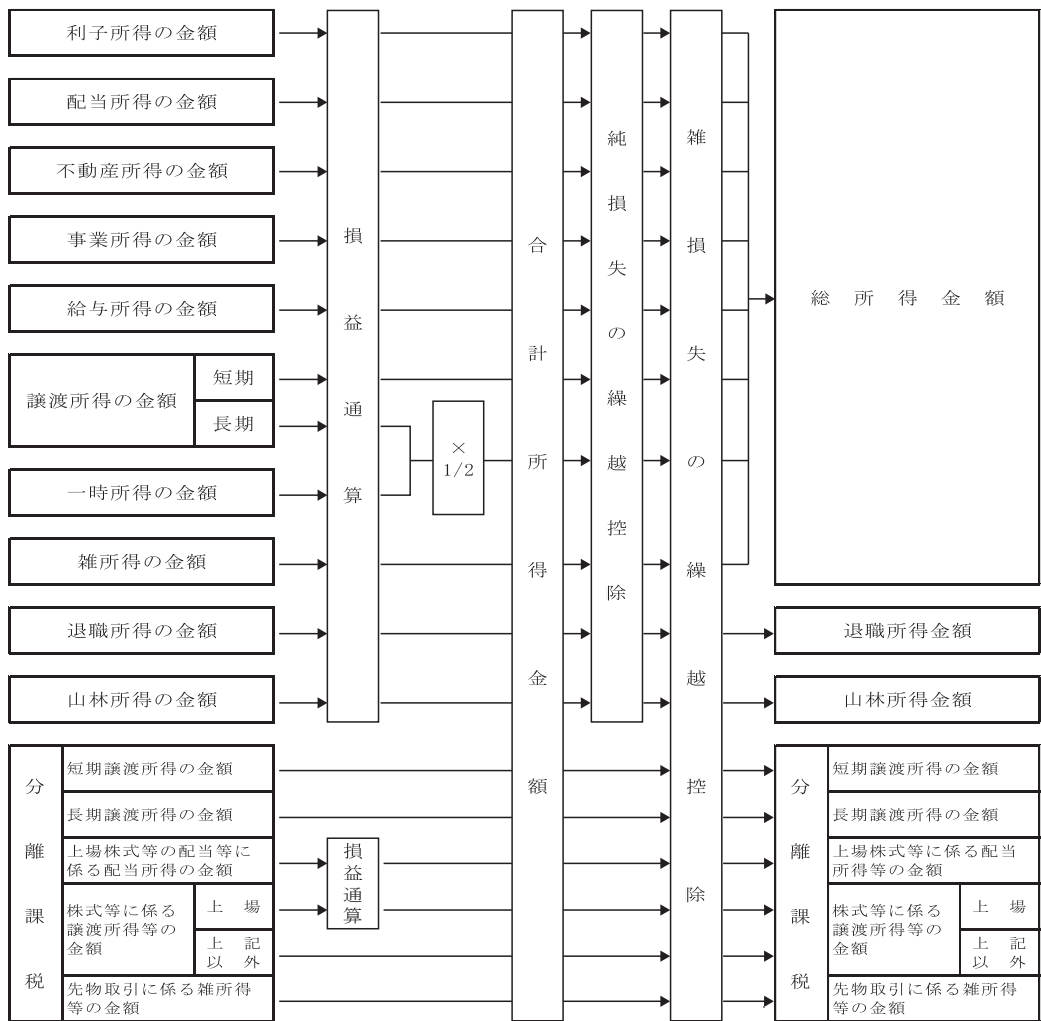 利子所得の金額
配当所得の金額
不動産所得の金額
事業所得の金額
給与所得の金額
譲渡所得の金額
短期
長期
一時所得の金額
雑所得の金額
退職所得の金額
山林所得の金額
分離課税
短期譲渡所得の金額
長期譲渡所得の金額
上場株式等の配当等に
係る配当所得の金額
株式等に係る
譲渡所得等の
金額
上場
上記
以外
先物取引に係る雑所得
等の金額
損益通算
損益通算
×
1/2
合計所得金額
純損失の繰越控除
雑損失の繰越控除
総所得金額
退職所得金額
山林所得金額
分離課税
短期譲渡所得の金額
長期譲渡所得の金額
上場株式等に係る配当
所得等の金額
株式等に係る
譲渡所得等の
金額
上場
上記
以外
先物取引に係る雑所得
等の金額